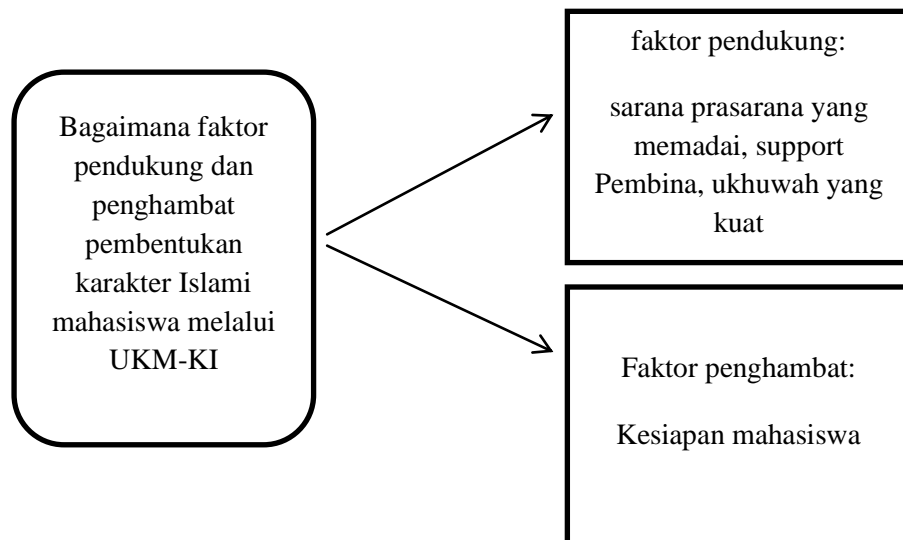 Bagaimana faktor
pendukung dan
penghambat
pembentukan
karakter Islami
mahasiswa melalui
UKM-KI
faktor pendukung:
sarana prasarana yang
memadai, support
Pembina, ukhuwah yang
kuat
Faktor penghambat:
Kesiapan mahasiswa